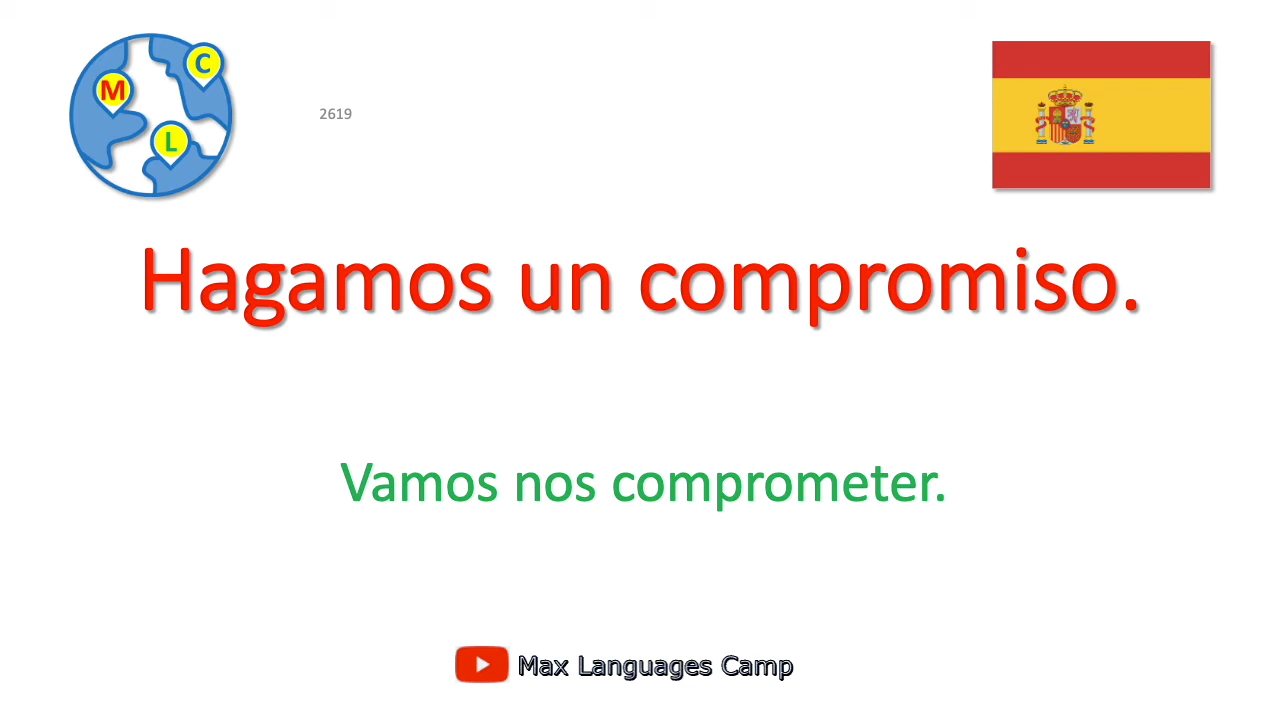 M
C
L
2619
Hagamos un compromiso.
Vamos nos comprometer.
Max Languages Camp